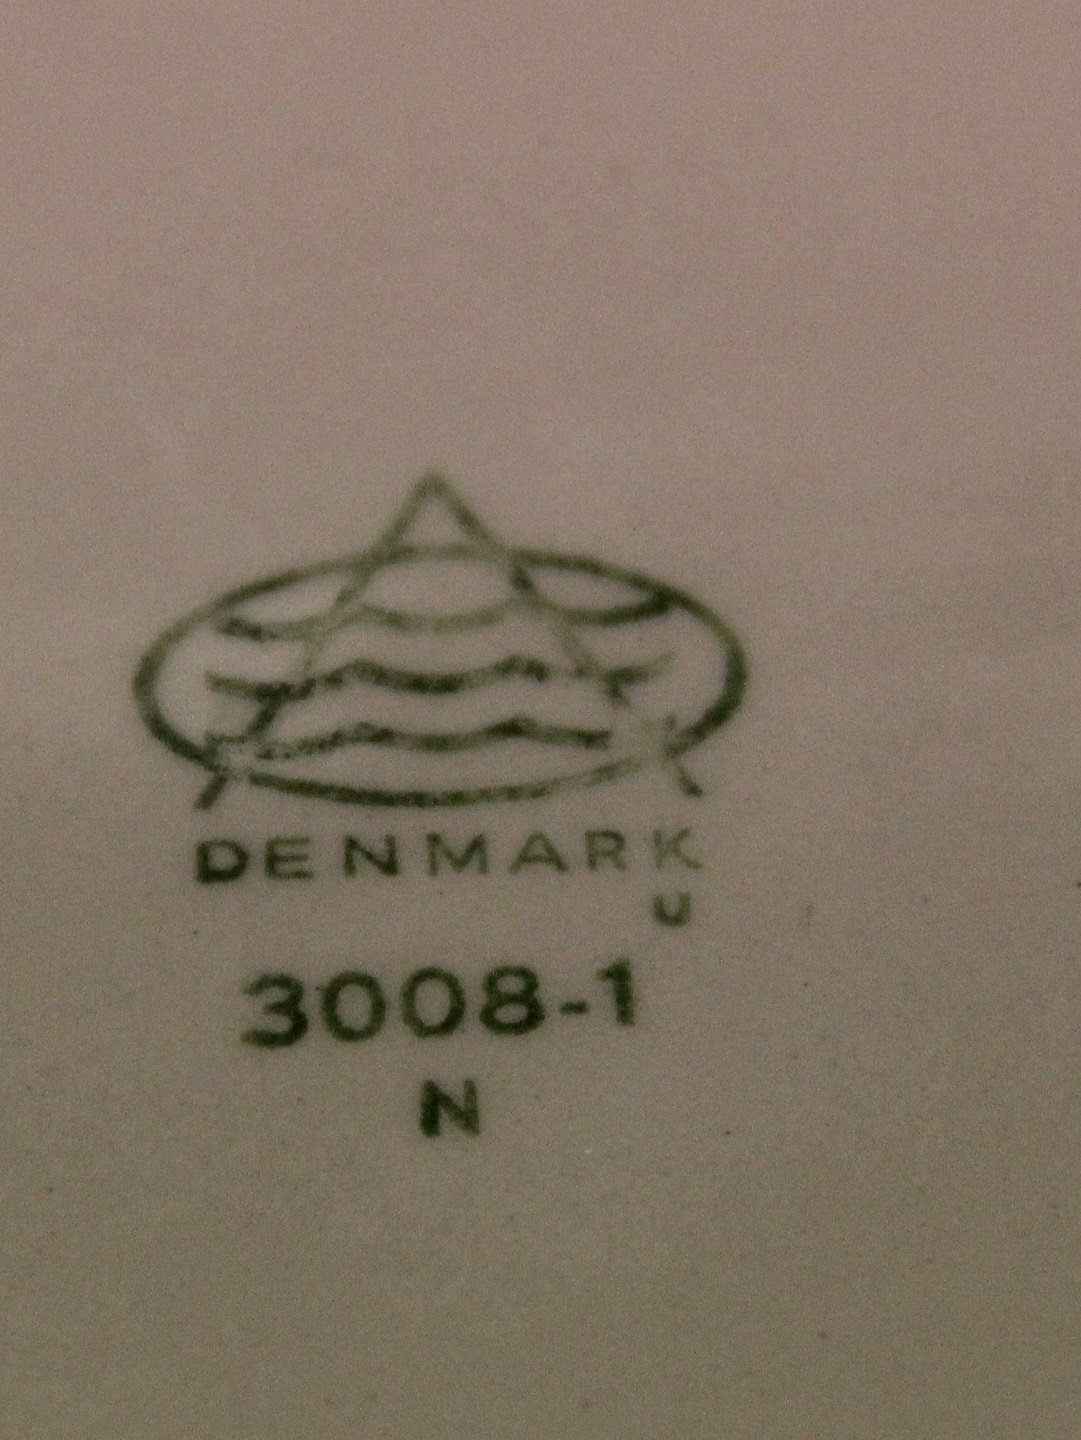 DENMARK
U
3008-1
N